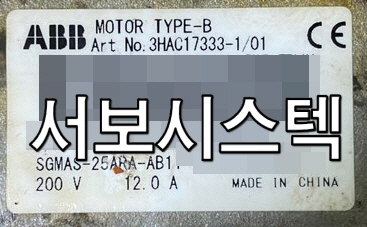 ABB MOTOR TYPE-B CE
Art No. 3HAC17333-1/01
서보시스텍
SGMAS-25ARA-AB11
200 V 12.0 A MADE IN CHINA